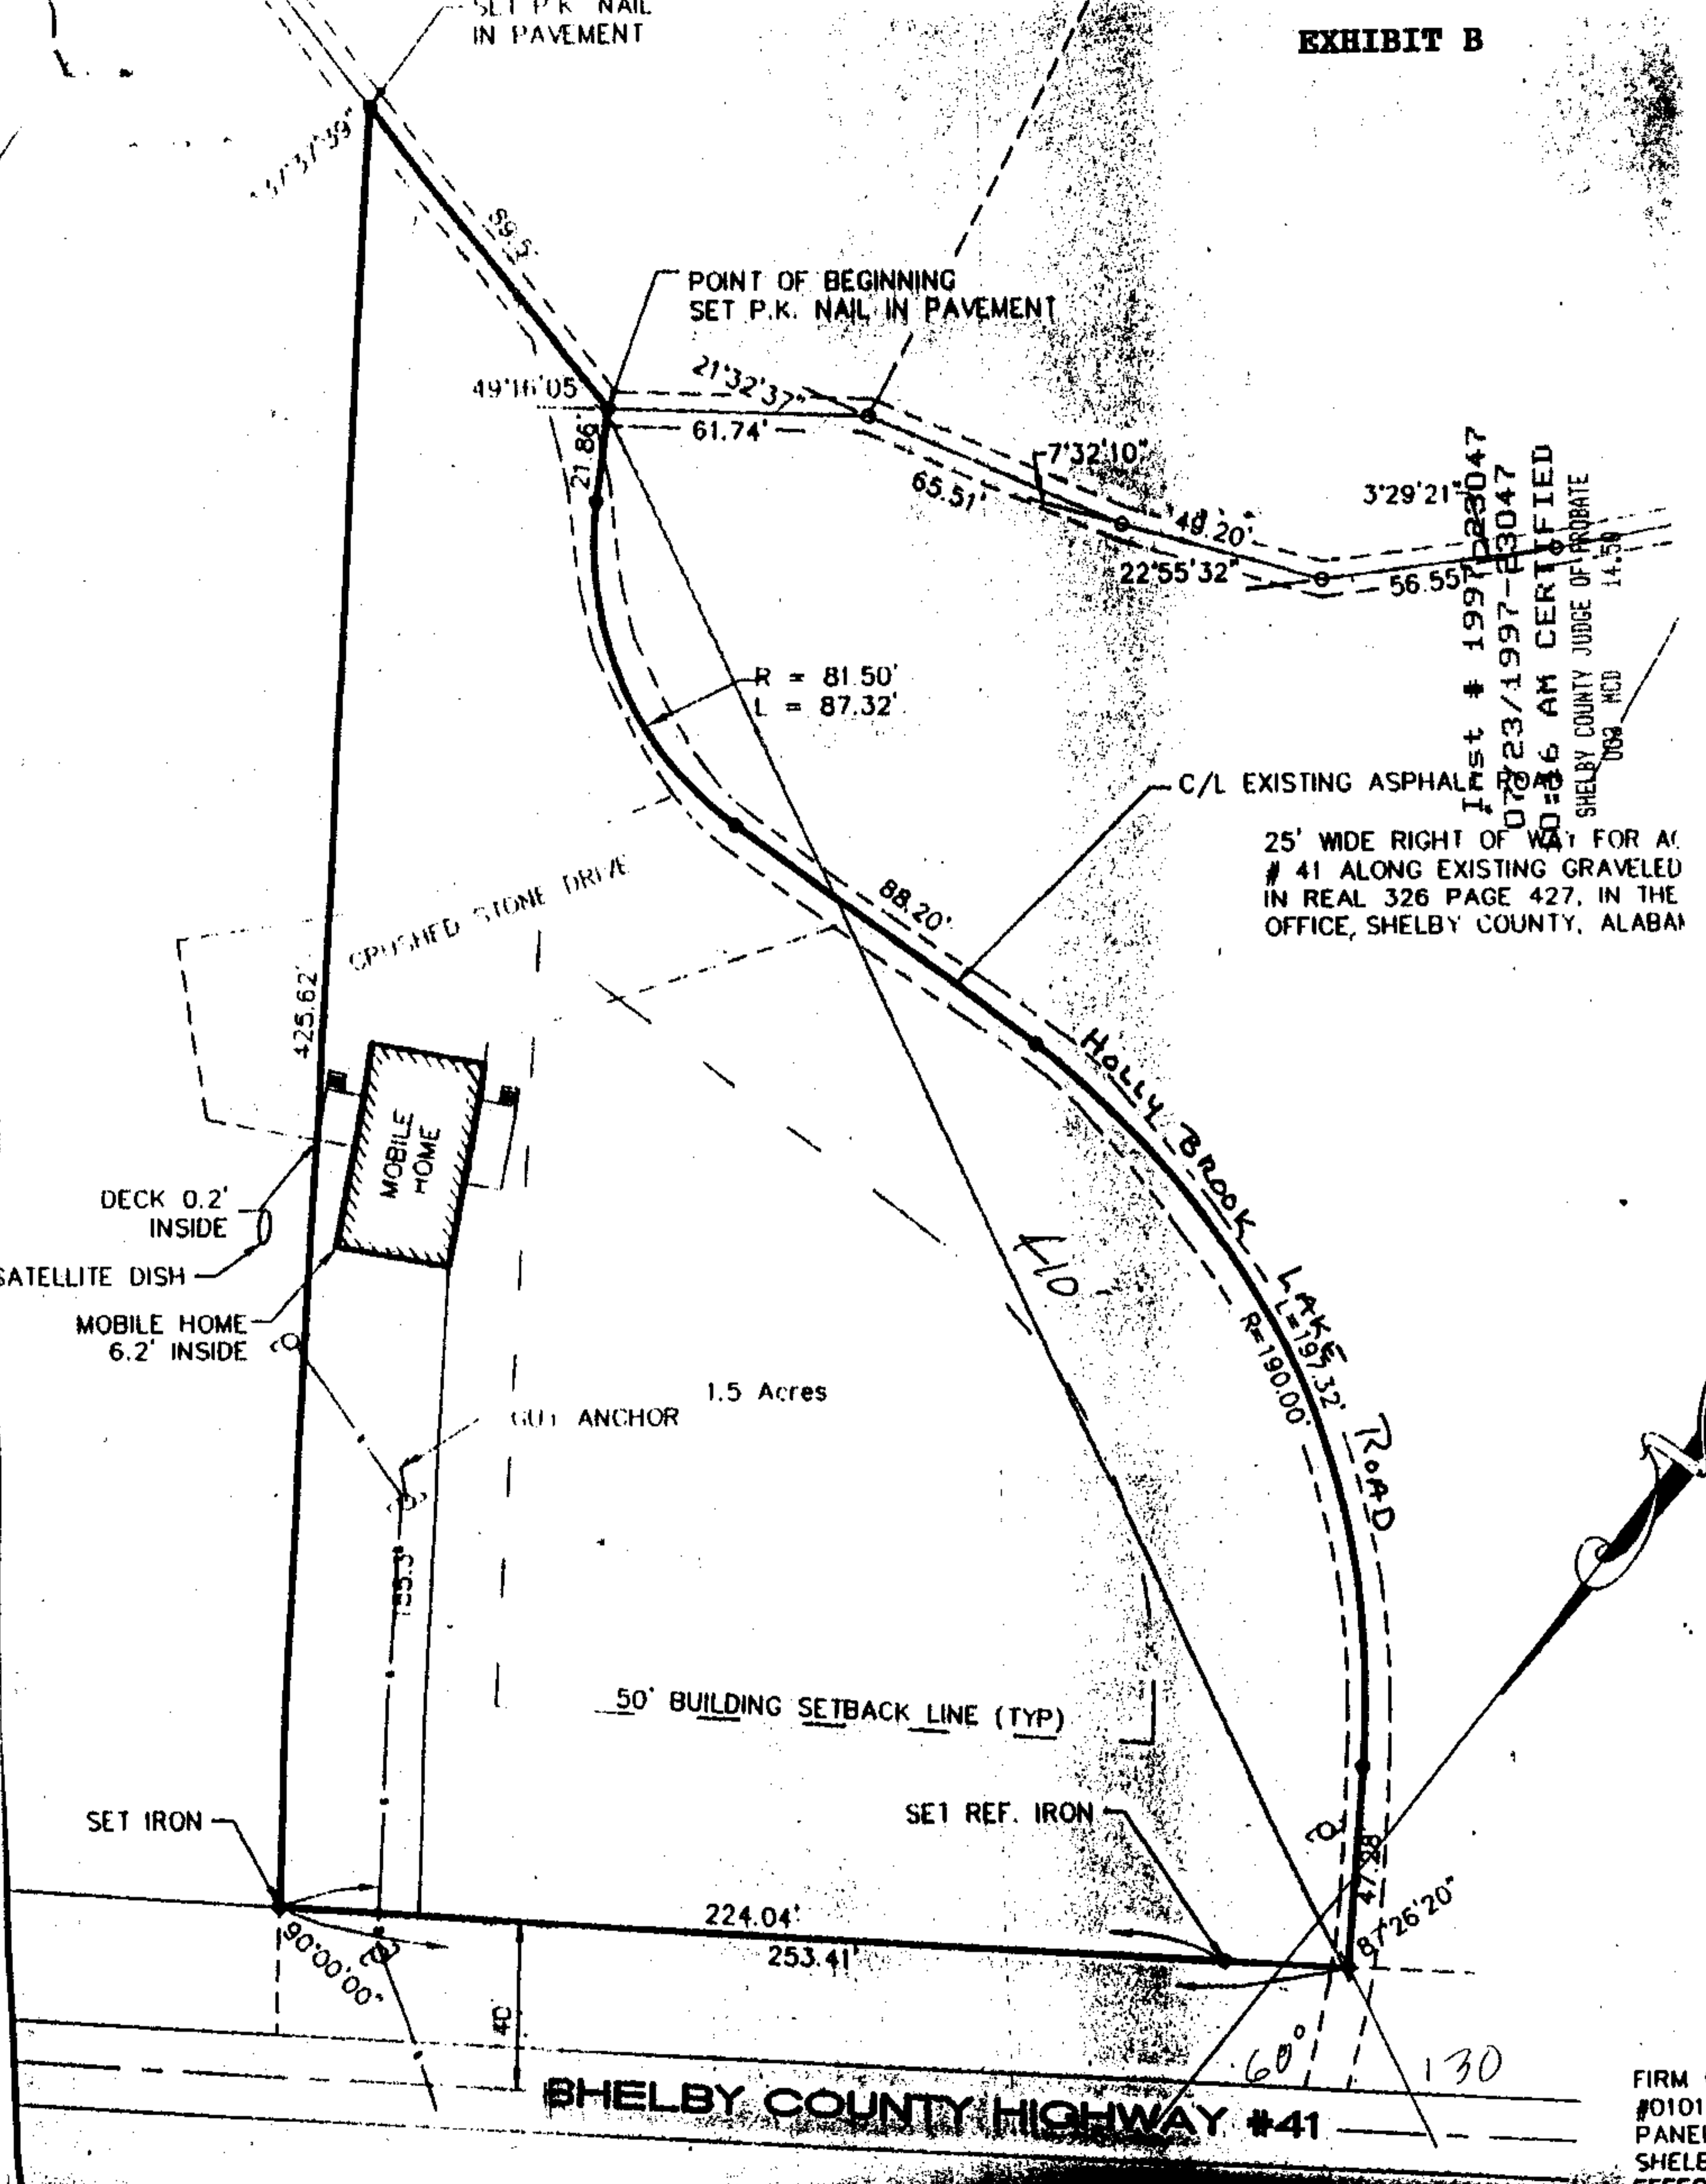 SET P.K. NAIL
IN PAVEMENT
EXHIBIT B
89.5'
POINT OF BEGINNING
SET P.K. NAIL IN PAVEMENT
49°16'05"
21°32'37"
61.74'
21.86'
7°32'10"
65.51'
49.20'
22°55'32"
3°29'21"
56.55'
Inst # 1997-23047
07/23/1997-23047
AM CERTIFIED
SHELBY COUNTY JUDGE OF PROBATE
MCD 14.50
R = 81.50'
L = 87.32'
C/L EXISTING ASPHALT ROAD
25' WIDE RIGHT OF WAY FOR AC
# 41 ALONG EXISTING GRAVELED
IN REAL 326 PAGE 427, IN THE
OFFICE, SHELBY COUNTY, ALABAM
88.20'
CRUSHED STONE DRIVE
425.62'
MOBILE
HOME
HOLLY BROOK LAKE ROAD
DECK 0.2'
INSIDE
SATELLITE DISH
MOBILE HOME
6.2' INSIDE
L=197.32'
R=190.00'
1.5 Acres
GUY ANCHOR
50' BUILDING SETBACK LINE (TYP)
SET IRON
SET REF. IRON
47.28
87°26'20"
224.04'
253.41'
90°00'00"
40'
60°
130
SHELBY COUNTY HIGHWAY #41
FIRM
#0101
PANEL
SHELB